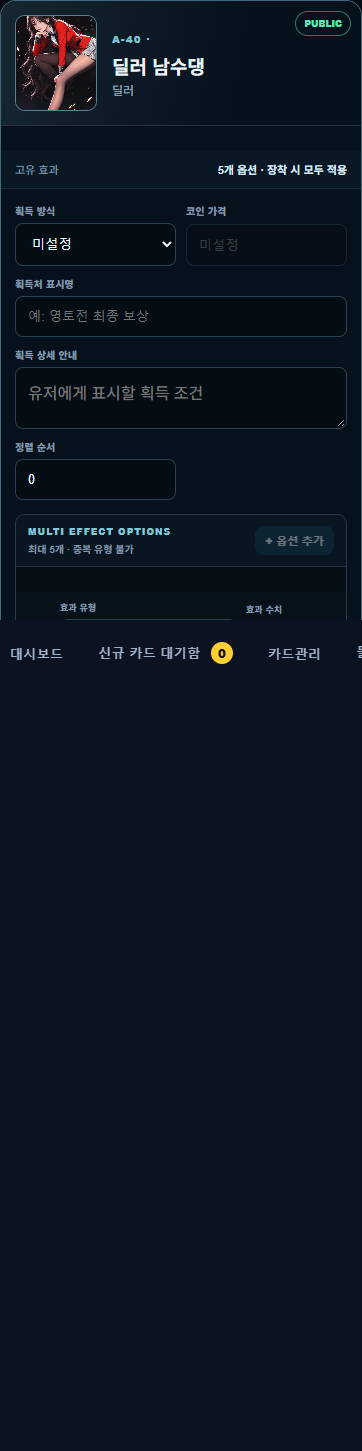 PUBLIC
A-40 ·
딜러 남수댕
딜러
고유 효과
5개 옵션 · 장착 시 모두 적용
획득 방식
코인 가격
미설정
미설정
획득처 표시명
예: 영토전 최종 보상
획득 상세 안내
유저에게 표시할 획득 조건
정렬 순서
0
MULTI EFFECT OPTIONS
최대 5개 · 중복 유형 불가
+ 옵션 추가
효과 유형
효과 수치
대시보드
신규 카드 대기함 0
카드관리